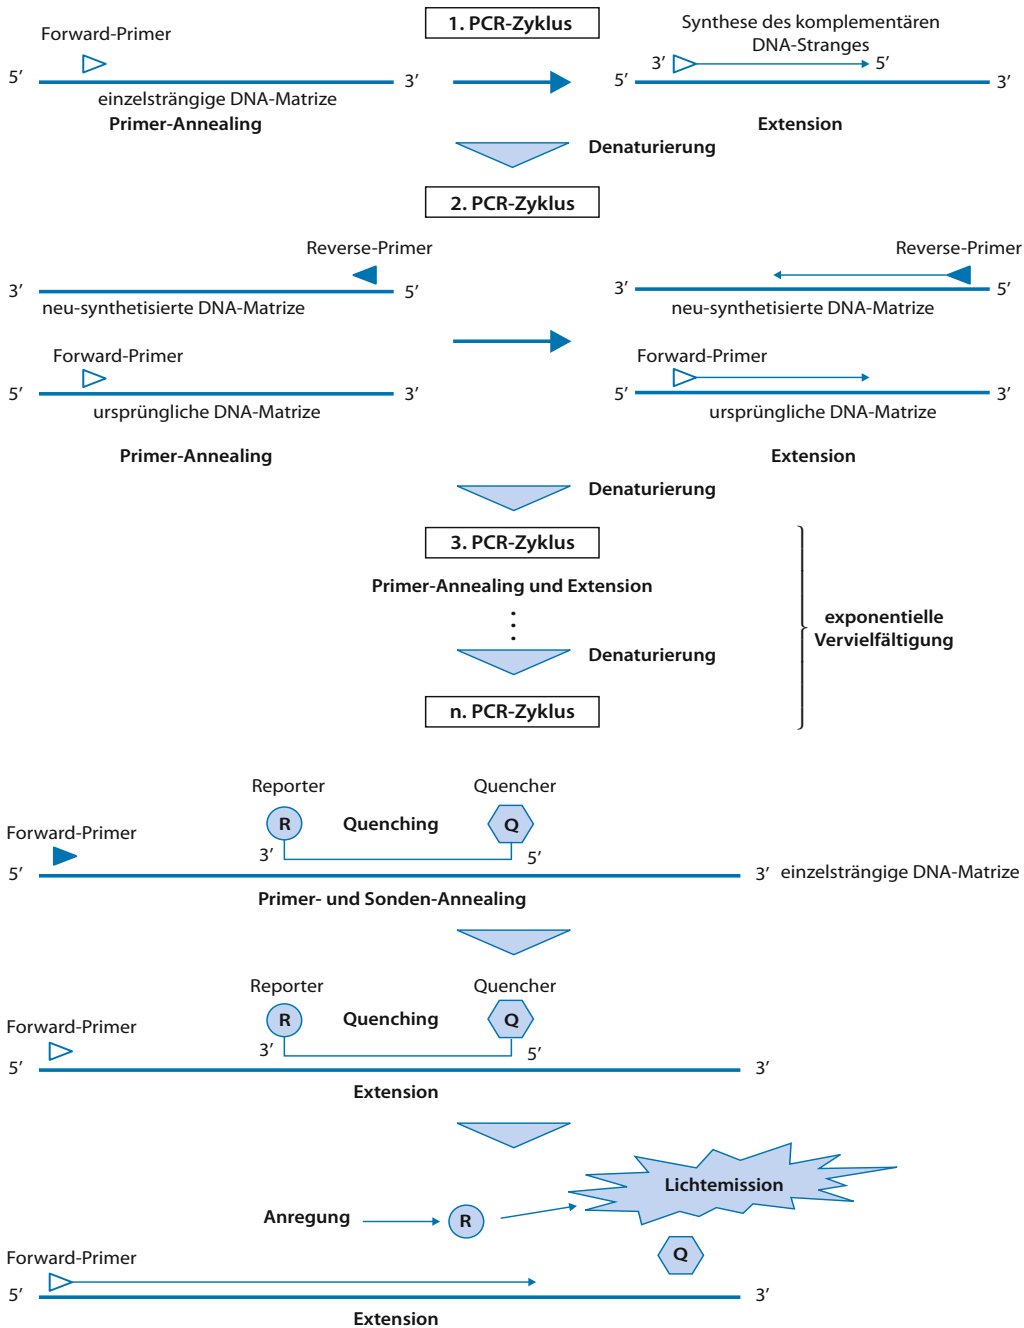 1. PCR-Zyklus
Forward-Primer
5′
3′
einzelsträngige DNA-Matrize
Primer-Annealing
Synthese des komplementären
DNA-Stranges
3′
5′
5′
3′
Extension
Denaturierung
2. PCR-Zyklus
Reverse-Primer
3′
5′
neu-synthetisierte DNA-Matrize
Reverse-Primer
3′
5′
neu-synthetisierte DNA-Matrize
Forward-Primer
5′
3′
ursprüngliche DNA-Matrize
Forward-Primer
5′
3′
ursprüngliche DNA-Matrize
Primer-Annealing
Extension
Denaturierung
3. PCR-Zyklus
Primer-Annealing und Extension
Denaturierung
n. PCR-Zyklus
exponentielle
Vervielfältigung
Reporter
Quencher
R
Quenching
Q
Forward-Primer
3′
5′
5′
3′ einzelsträngige DNA-Matrize
Primer- und Sonden-Annealing
Reporter
Quencher
R
Quenching
Q
Forward-Primer
3′
5′
5′
3′
Extension
Lichtemission
Anregung
R
Q
Forward-Primer
5′
3′
Extension